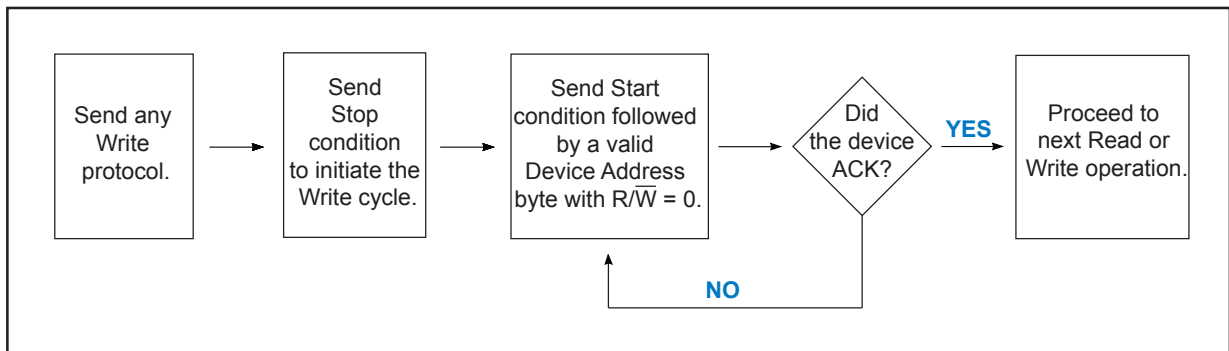 Send any
Write
protocol.
Send
Stop
condition
to initiate the
Write cycle.
Send Start
condition followed
by a valid
Device Address
byte with R/W̅ = 0.
Did
the device
ACK?
YES
Proceed to
next Read or
Write operation.
NO